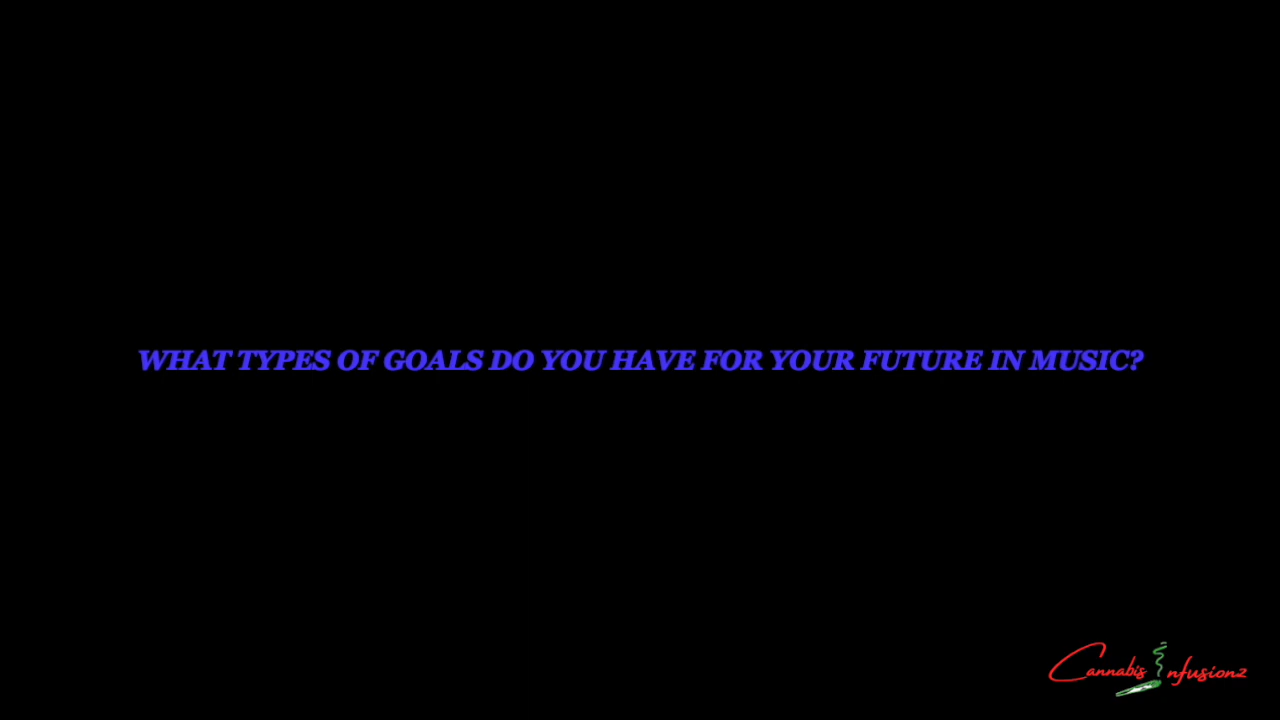 WHAT TYPES OF GOALS DO YOU HAVE FOR YOUR FUTURE IN MUSIC?
Cannabis Infusionz